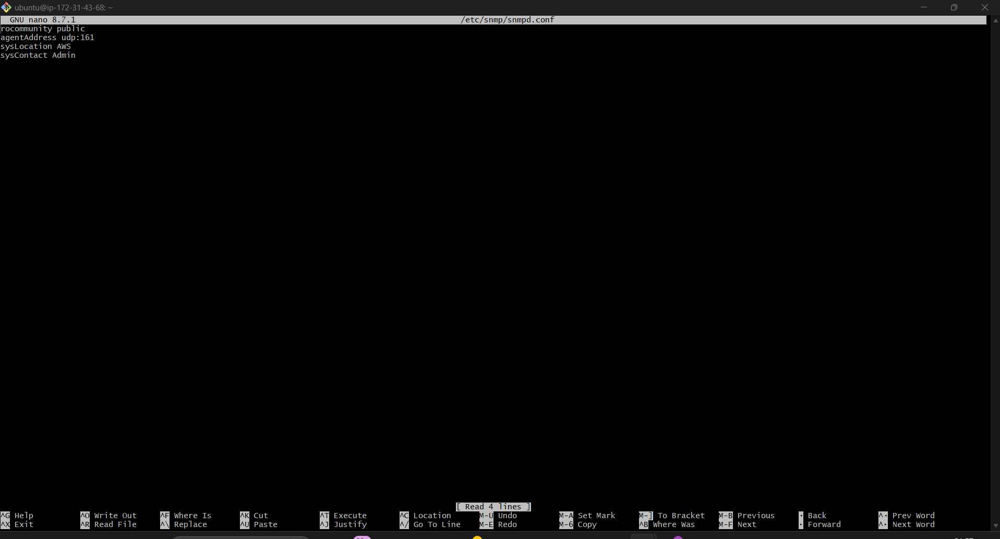 ubuntu@ip-172-31-43-68: ~
GNU nano 8.7.1 /etc/snmp/snmpd.conf
rocommunity public
agentAddress udp:161
sysLocation AWS
sysContact Admin
[ Read 4 lines ]
^G Help ^O Write Out ^F Where Is ^K Cut ^T Execute ^C Location M-U Undo M-A Set Mark M-] To Bracket M-B Previous ◂ Back ^◂ Prev Word
^X Exit ^R Read File ^\ Replace ^U Paste ^J Justify ^/ Go To Line M-E Redo M-6 Copy ^B Where Was M-F Next ▸ Forward ^▸ Next Word